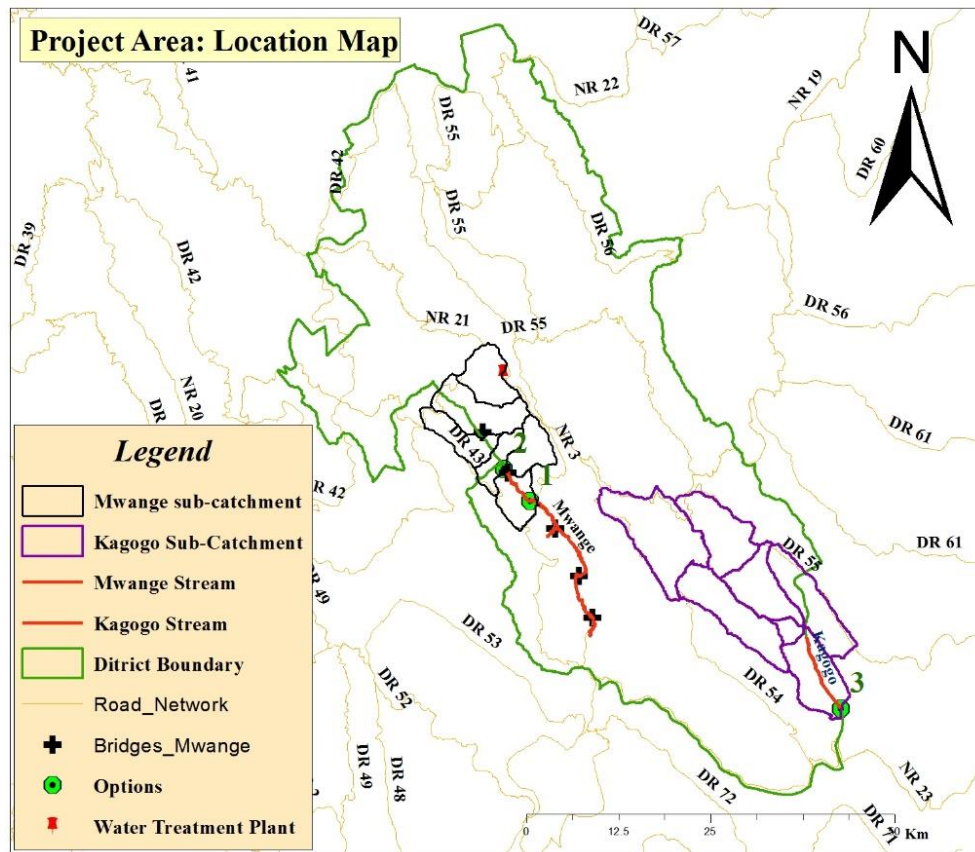 Project Area: Location Map
N
41
DR 57
NR 22
NR 19
DR 60
DR 55
DR 42
DR 39
DR 42
DR 55
DR 56
NR 21
DR 55
DR 56
NR 20
DR
DR 43
2
NR 3
DR 61
1
DR 42
Mwange
DR 61
DR 55
49
DR 53
Kagogo
DR 52
DR 54
3
DR 49
DR 48
DR 72
NR 23
DR 71
Legend
Mwange sub-catchment
Kagogo Sub-Catchment
Mwange Stream
Kagogo Stream
Ditrict Boundary
Road_Network
Bridges_Mwange
Options
Water Treatment Plant
0 12.5 25 Km